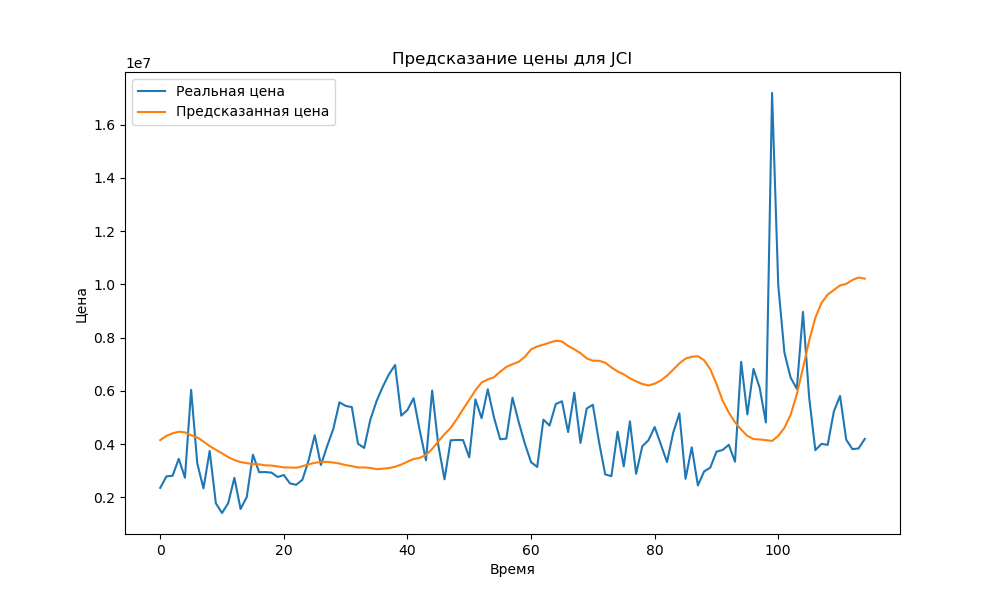 Предсказание цены для JCI
1e7
Реальная цена
Предсказанная цена
1.6
1.4
1.2
1.0
0.8
0.6
0.4
0.2
Цена
0 20 40 60 80 100
Время